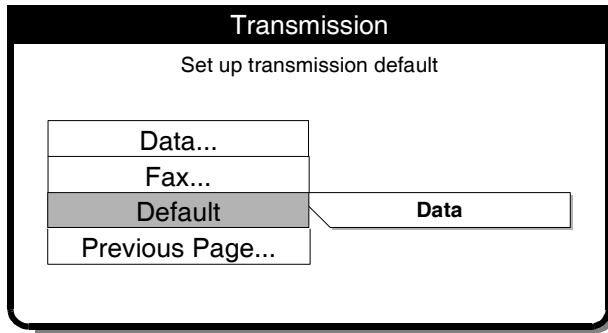 Transmission
Set up transmission default
Data...
Fax...
Default
Data
Previous Page...